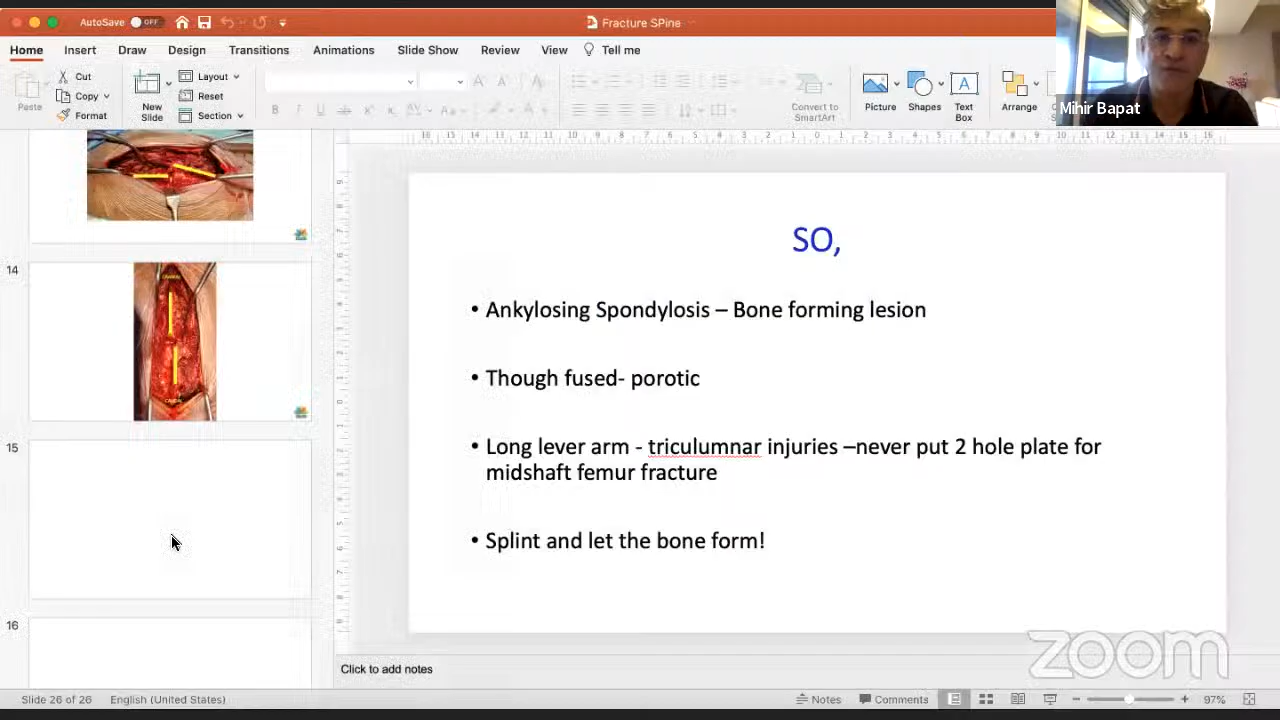 AutoSave OFF
Fracture SPine
Home Insert Draw Design Transitions Animations Slide Show Review View Tell me
Paste
Cut
Copy
Format
New Slide
Layout
Reset
Section
Convert to SmartArt
Picture
Shapes
Text Box
Arrange
Mihir Bapat
14
15
16
SO,
• Ankylosing Spondylosis – Bone forming lesion
• Though fused- porotic
• Long lever arm - triculumnar injuries –never put 2 hole plate for
midshaft femur fracture
• Splint and let the bone form!
zoom
Click to add notes
Slide 26 of 26 English (United States) Notes Comments 97%